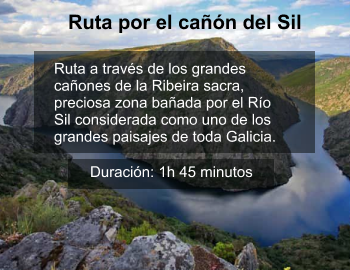 Ruta por el cañón del Sil
Ruta a través de los grandes
cañones de la Ribeira sacra,
preciosa zona bañada por el Río
Sil considerada como uno de los
grandes paisajes de toda Galicia.
Duración: 1h 45 minutos